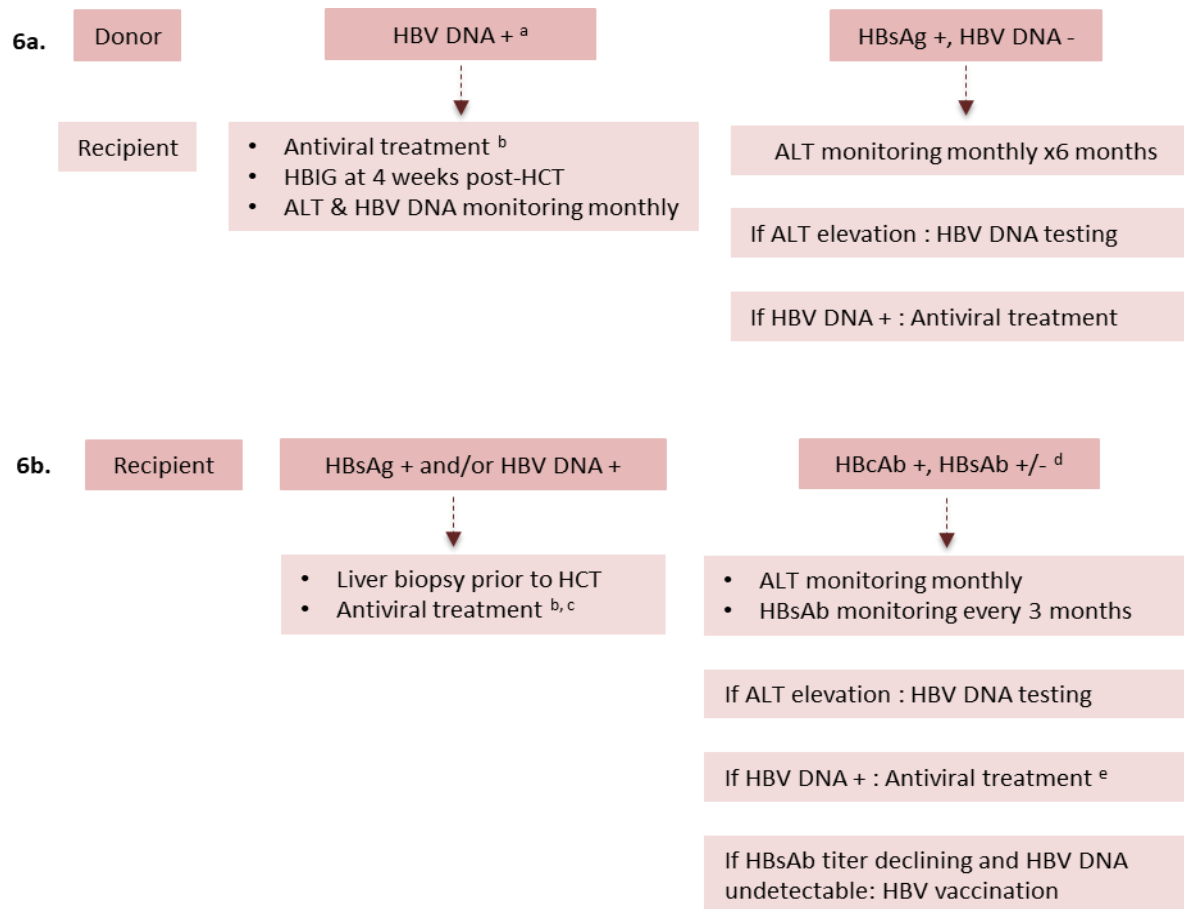 6a.
Donor
HBV DNA + a
HBsAg +, HBV DNA -
Recipient
• Antiviral treatment b
• HBIG at 4 weeks post-HCT
• ALT & HBV DNA monitoring monthly
ALT monitoring monthly x6 months
If ALT elevation : HBV DNA testing
If HBV DNA + : Antiviral treatment
6b.
Recipient
HBsAg + and/or HBV DNA +
HBcAb +, HBsAb +/- d
• Liver biopsy prior to HCT
• Antiviral treatment b, c
• ALT monitoring monthly
• HBsAb monitoring every 3 months
If ALT elevation : HBV DNA testing
If HBV DNA + : Antiviral treatment e
If HBsAb titer declining and HBV DNA
undetectable: HBV vaccination